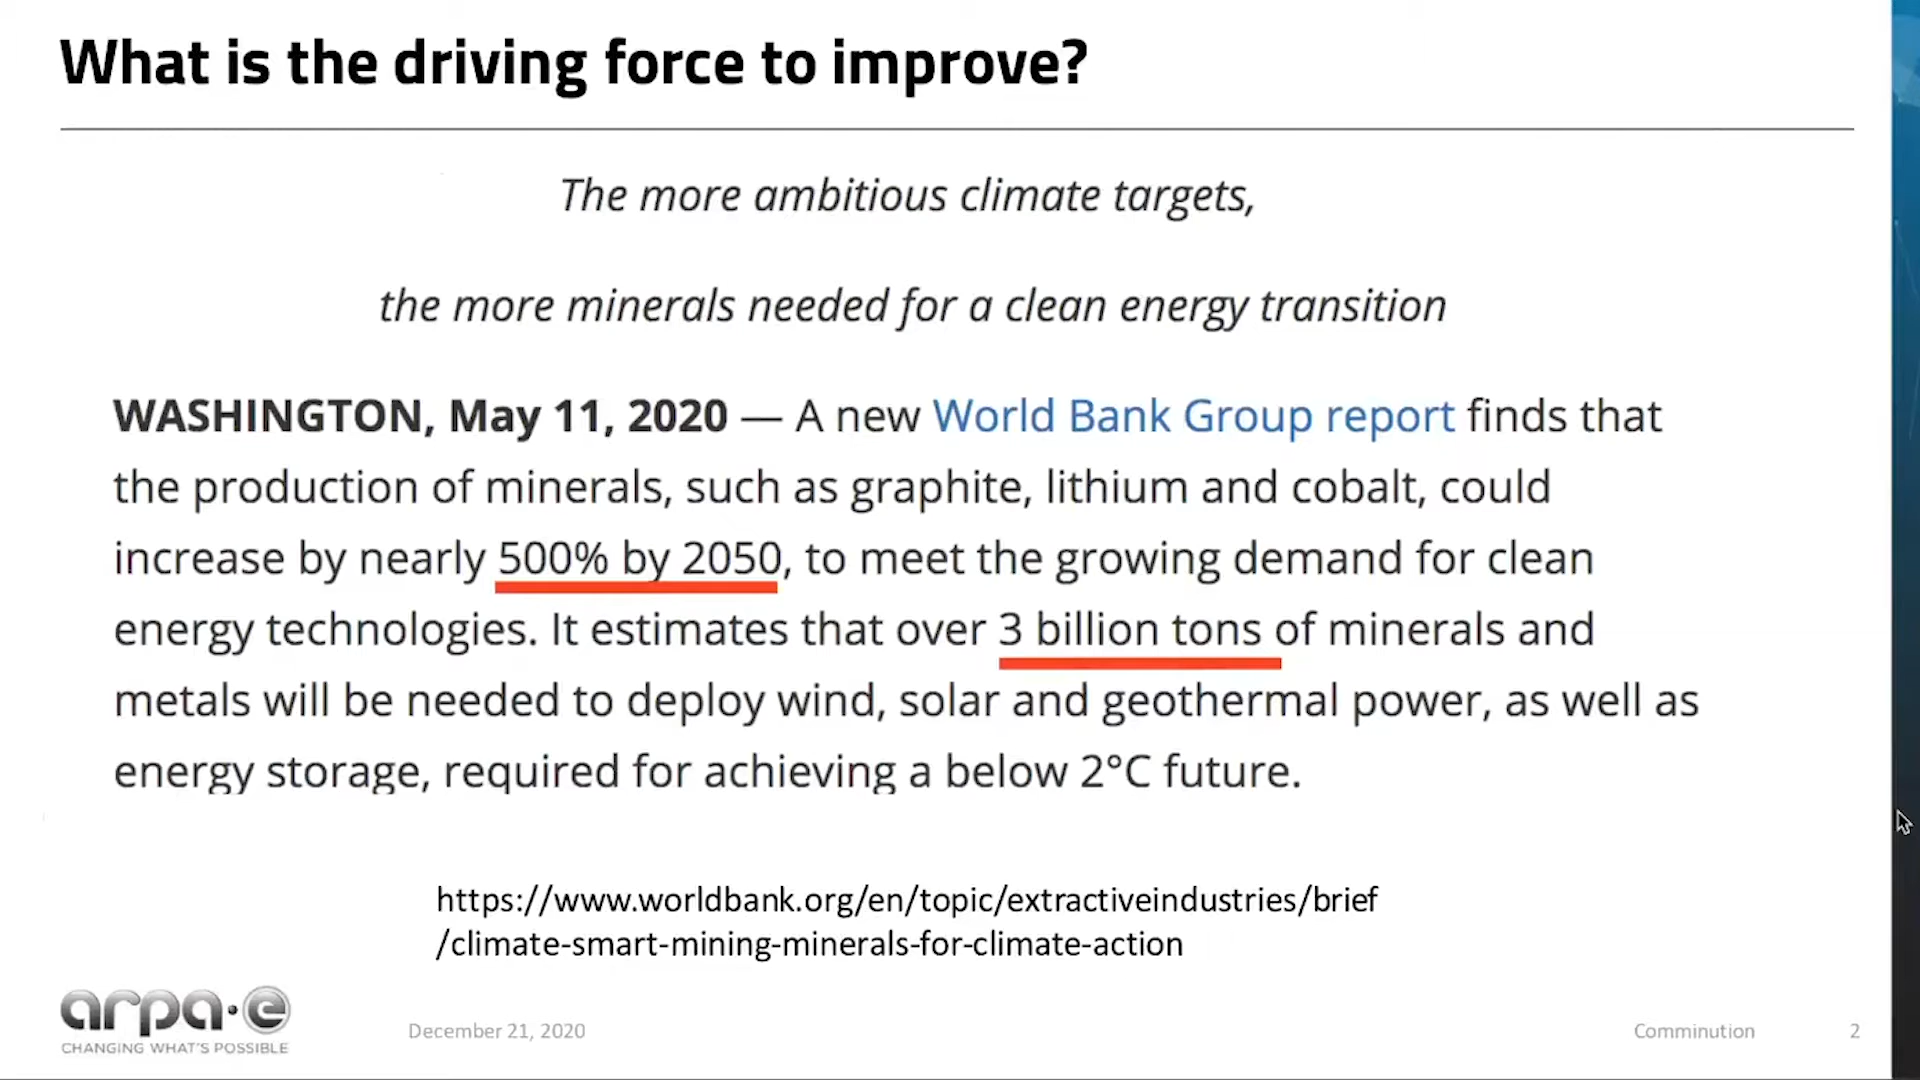 What is the driving force to improve?
The more ambitious climate targets,
the more minerals needed for a clean energy transition
WASHINGTON, May 11, 2020 — A new World Bank Group report finds that
the production of minerals, such as graphite, lithium and cobalt, could
increase by nearly 500% by 2050, to meet the growing demand for clean
energy technologies. It estimates that over 3 billion tons of minerals and
metals will be needed to deploy wind, solar and geothermal power, as well as
energy storage, required for achieving a below 2°C future.
https://www.worldbank.org/en/topic/extractiveindustries/brief
/climate-smart-mining-minerals-for-climate-action
arpa·e
CHANGING WHAT'S POSSIBLE
December 21, 2020
Comminution
2